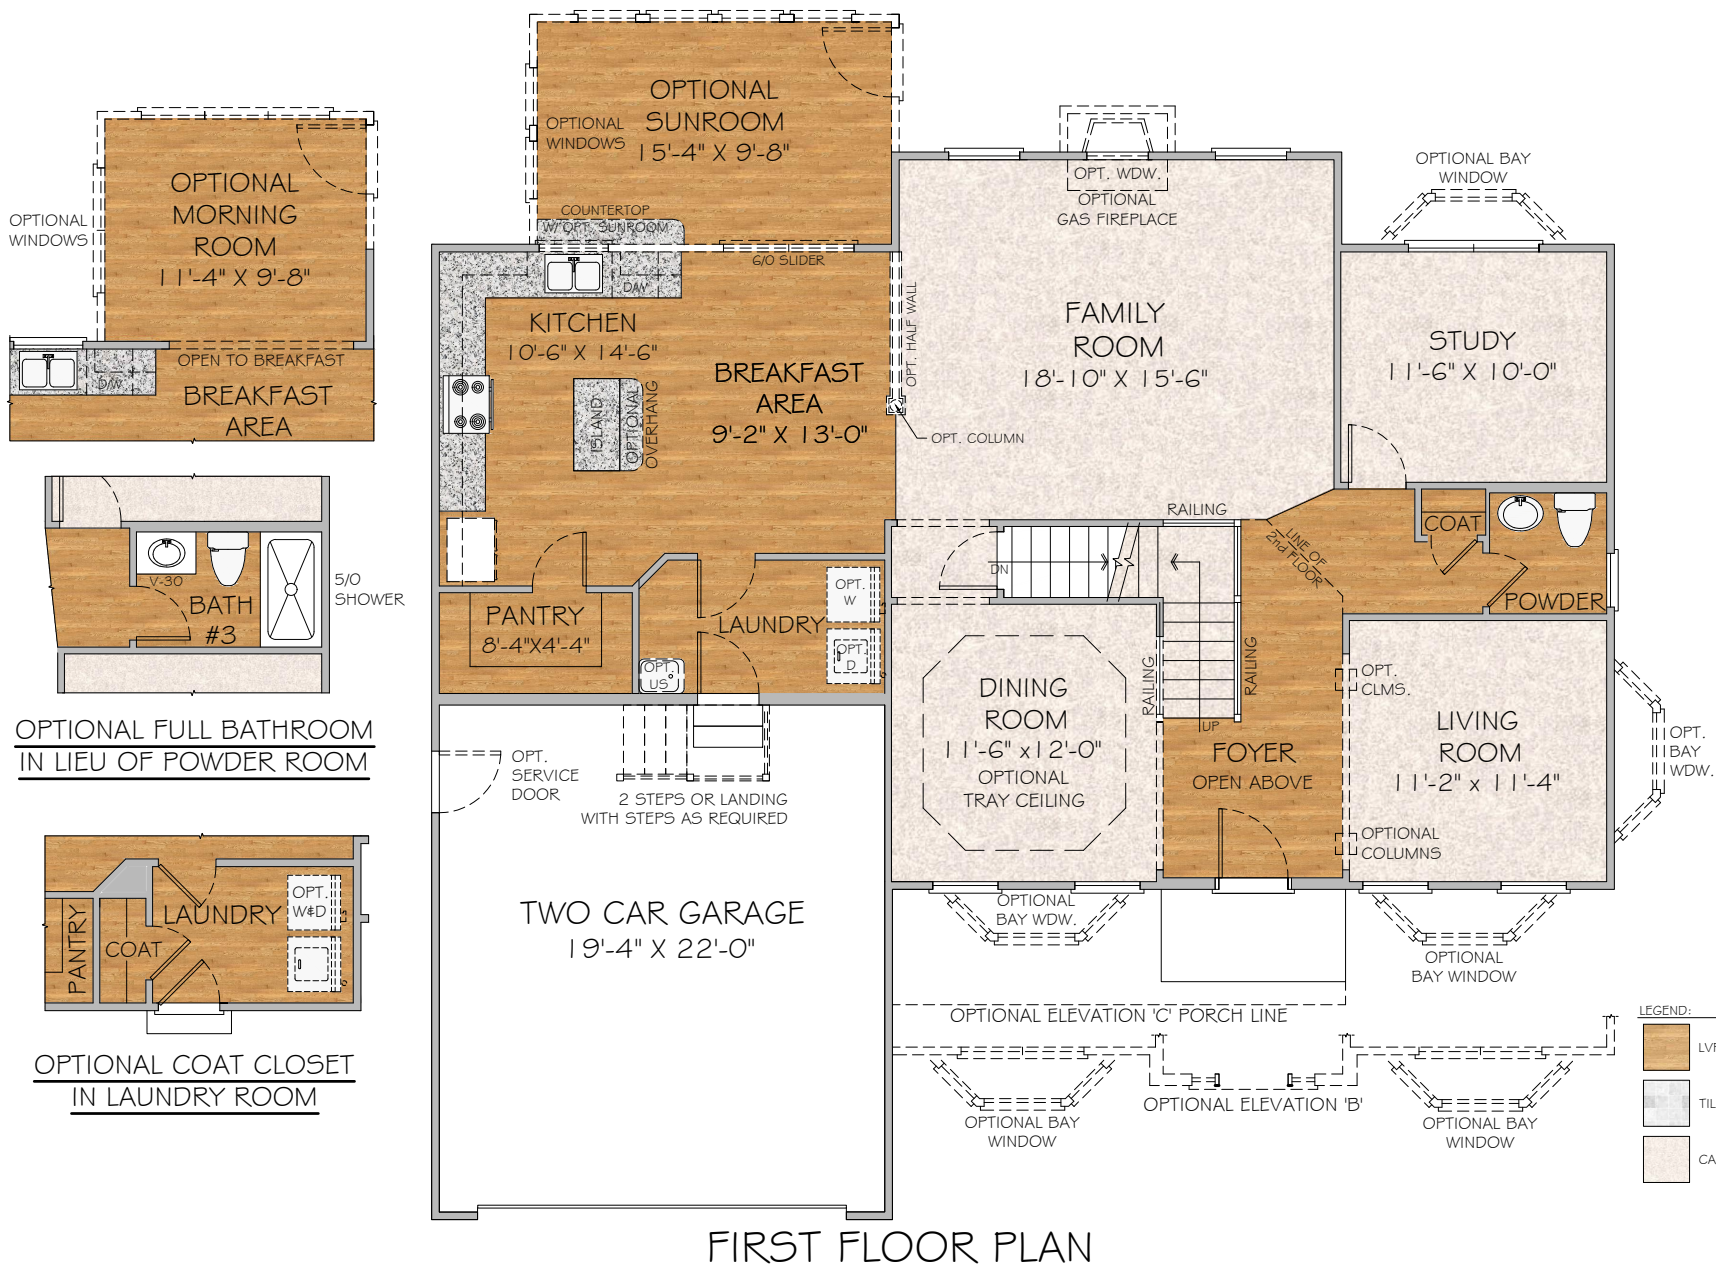 OPTIONAL
SUNROOM
15'-4" X 9'-8"
OPTIONAL
WINDOWS
COUNTERTOP
W/OPT. SUNROOM
6/0 SLIDER
OPTIONAL
MORNING
ROOM
11'-4" X 9'-8"
OPTIONAL
WINDOWS
OPEN TO BREAKFAST
D/W
BREAKFAST
AREA
V-30
BATH
#3
5/0
SHOWER
OPTIONAL FULL BATHROOM
IN LIEU OF POWDER ROOM
OPT.
W&D
LAUNDRY
COAT
PANTRY
OPTIONAL COAT CLOSET
IN LAUNDRY ROOM
D/W
KITCHEN
10'-6" X 14'-6"
ISLAND
OPTIONAL
OVERHANG
BREAKFAST
AREA
9'-2" X 13'-0"
OPT. HALF WALL
OPT. COLUMN
OPT. WDW.
OPTIONAL
GAS FIREPLACE
FAMILY
ROOM
18'-10" X 15'-6"
OPTIONAL BAY
WINDOW
STUDY
11'-6" X 10'-0"
RAILING
LINE OF
2nd FLOOR
COAT
POWDER
DN
PANTRY
8'-4"X4'-4"
LAUNDRY
OPT.
W
OPT.
D
OPT.
US
RAILING
RAILING
UP
DINING
ROOM
11'-6" x12'-0"
OPTIONAL
TRAY CEILING
FOYER
OPEN ABOVE
OPT.
CLMS.
LIVING
ROOM
11'-2" x 11'-4"
OPTIONAL
COLUMNS
OPT.
BAY
WDW.
OPT.
SERVICE
DOOR
2 STEPS OR LANDING
WITH STEPS AS REQUIRED
TWO CAR GARAGE
19'-4" X 22'-0"
OPTIONAL
BAY WDW.
OPTIONAL
BAY WINDOW
OPTIONAL ELEVATION 'C' PORCH LINE
OPTIONAL ELEVATION 'B'
OPTIONAL BAY
WINDOW
OPTIONAL BAY
WINDOW
LEGEND:
TIL
CA
FIRST FLOOR PLAN